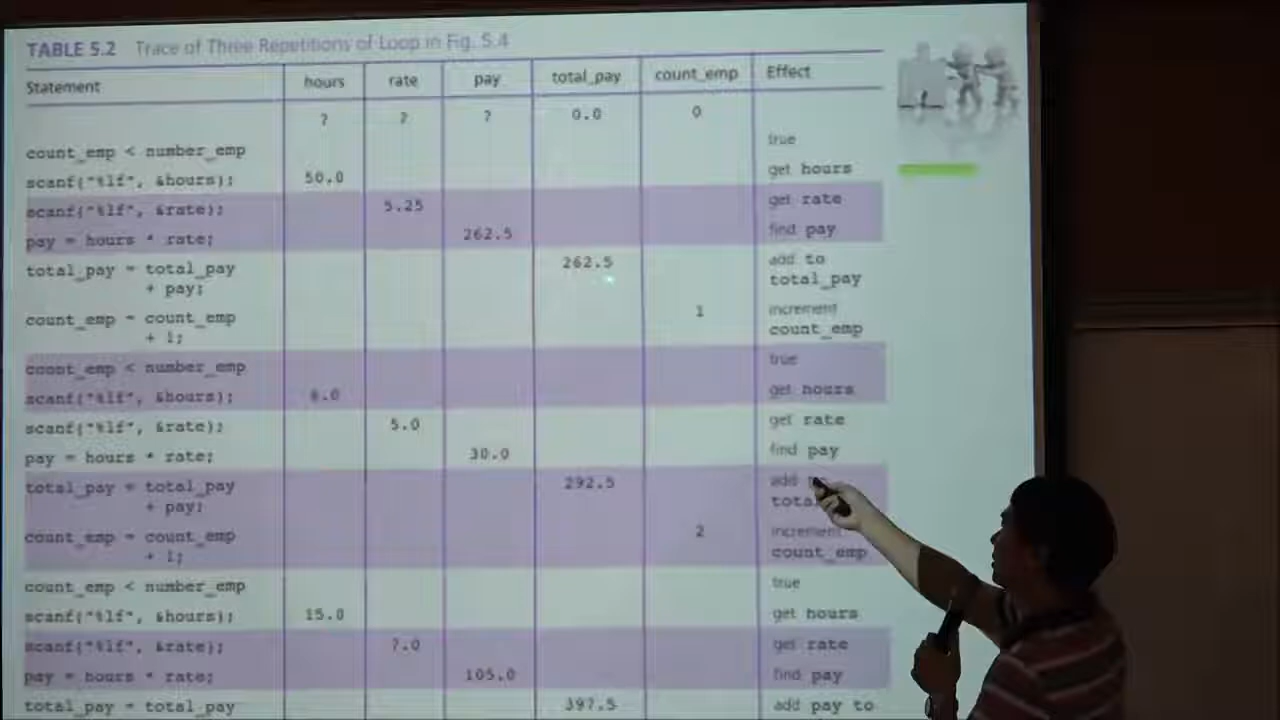 TABLE 5.2 Trace of Three Repetitions of Loop in Fig. 5.4
Statement hours rate pay total_pay count_emp Effect
? ? ? 0.0 0
count_emp < number_emp true
scanf("%lf", &hours); 50.0 get hours
scanf("%lf", &rate); 5.25 get rate
pay = hours * rate; 262.5 find pay
total_pay = total_pay 262.5 add to
+ pay; total_pay
count_emp = count_emp 1 increment
+ 1; count_emp
count_emp < number_emp true
scanf("%lf", &hours); 6.0 get hours
scanf("%lf", &rate); 5.0 get rate
pay = hours * rate; 30.0 find pay
total_pay = total_pay 292.5 add
+ pay;
count_emp = count_emp 2 increment
+ 1; count_emp
count_emp < number_emp true
scanf("%lf", &hours); 15.0 get hours
scanf("%lf", &rate); 7.0 get rate
pay = hours * rate; 105.0 find pay
total_pay = total_pay 397.5 add pay to